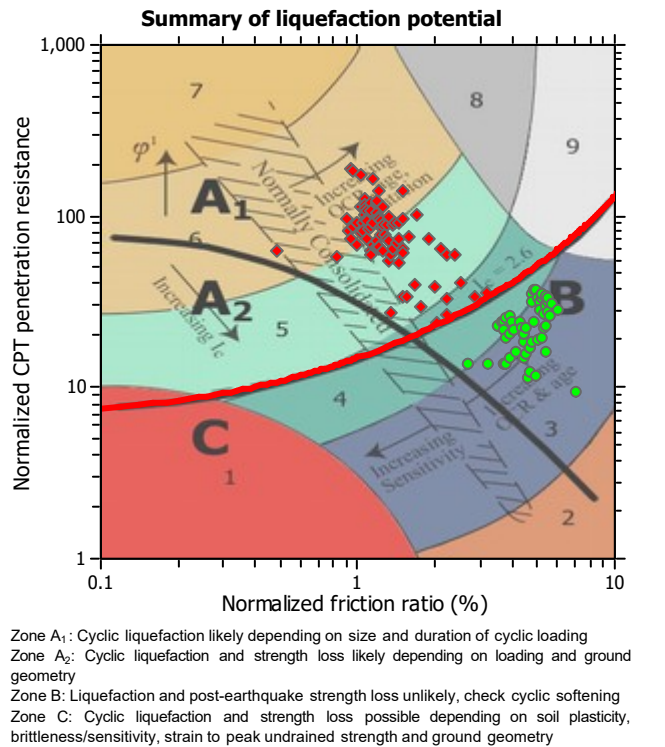 Summary of liquefaction potential
1,000
7
8
9
φ'
Increasing
Normally Consolidated
A1
100
6
Ic = 2.6
A2
Increasing Ic
B
5
10
4
Increasing
OCR & age
3
C
Increasing
Sensitivity
1
2
1
0.1
1
10
Normalized CPT penetration resistance
Normalized friction ratio (%)
Zone A1: Cyclic liquefaction likely depending on size and duration of cyclic loading
Zone A2: Cyclic liquefaction and strength loss likely depending on loading and ground
geometry
Zone B: Liquefaction and post-earthquake strength loss unlikely, check cyclic softening
Zone C: Cyclic liquefaction and strength loss possible depending on soil plasticity,
brittleness/sensitivity, strain to peak undrained strength and ground geometry